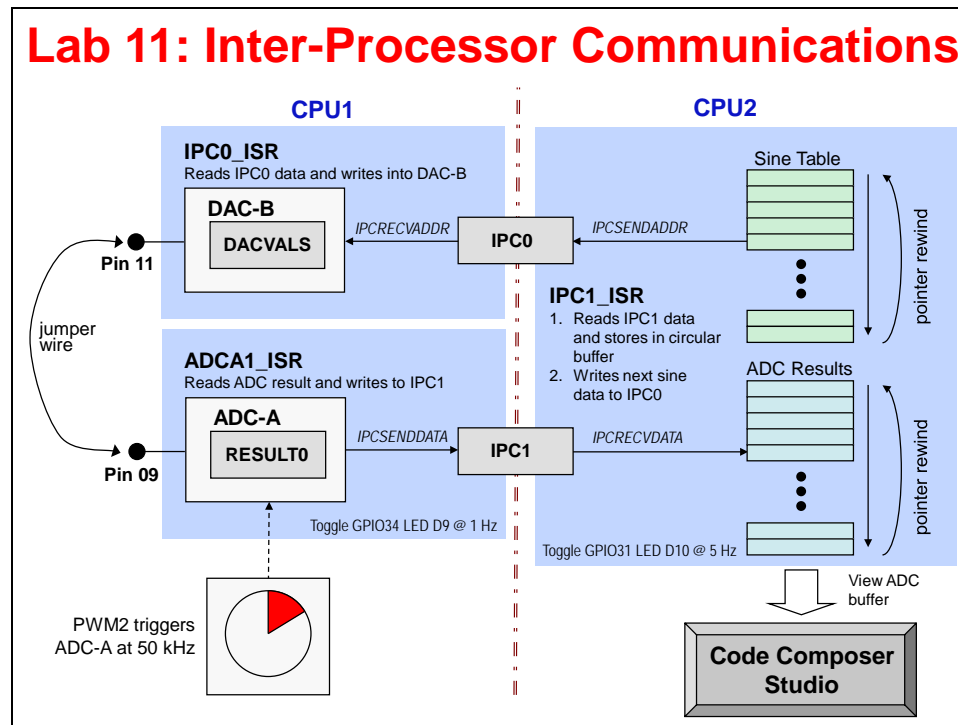 Lab 11: Inter-Processor Communications
CPU1
CPU2
IPC0_ISR
Reads IPC0 data and writes into DAC-B
DAC-B
DACVALS
Pin 11
IPCRECVADDR
IPC0
IPCSENDADDR
Sine Table
pointer rewind
jumper
wire
IPC1_ISR
1. Reads IPC1 data
and stores in circular
buffer
2. Writes next sine
data to IPC0
ADCA1_ISR
Reads ADC result and writes to IPC1
ADC-A
RESULT0
Pin 09
IPCSENDDATA
IPC1
IPCRECVDATA
ADC Results
pointer rewind
Toggle GPIO34 LED D9 @ 1 Hz
Toggle GPIO31 LED D10 @ 5 Hz
PWM2 triggers
ADC-A at 50 kHz
View ADC
buffer
Code Composer
Studio